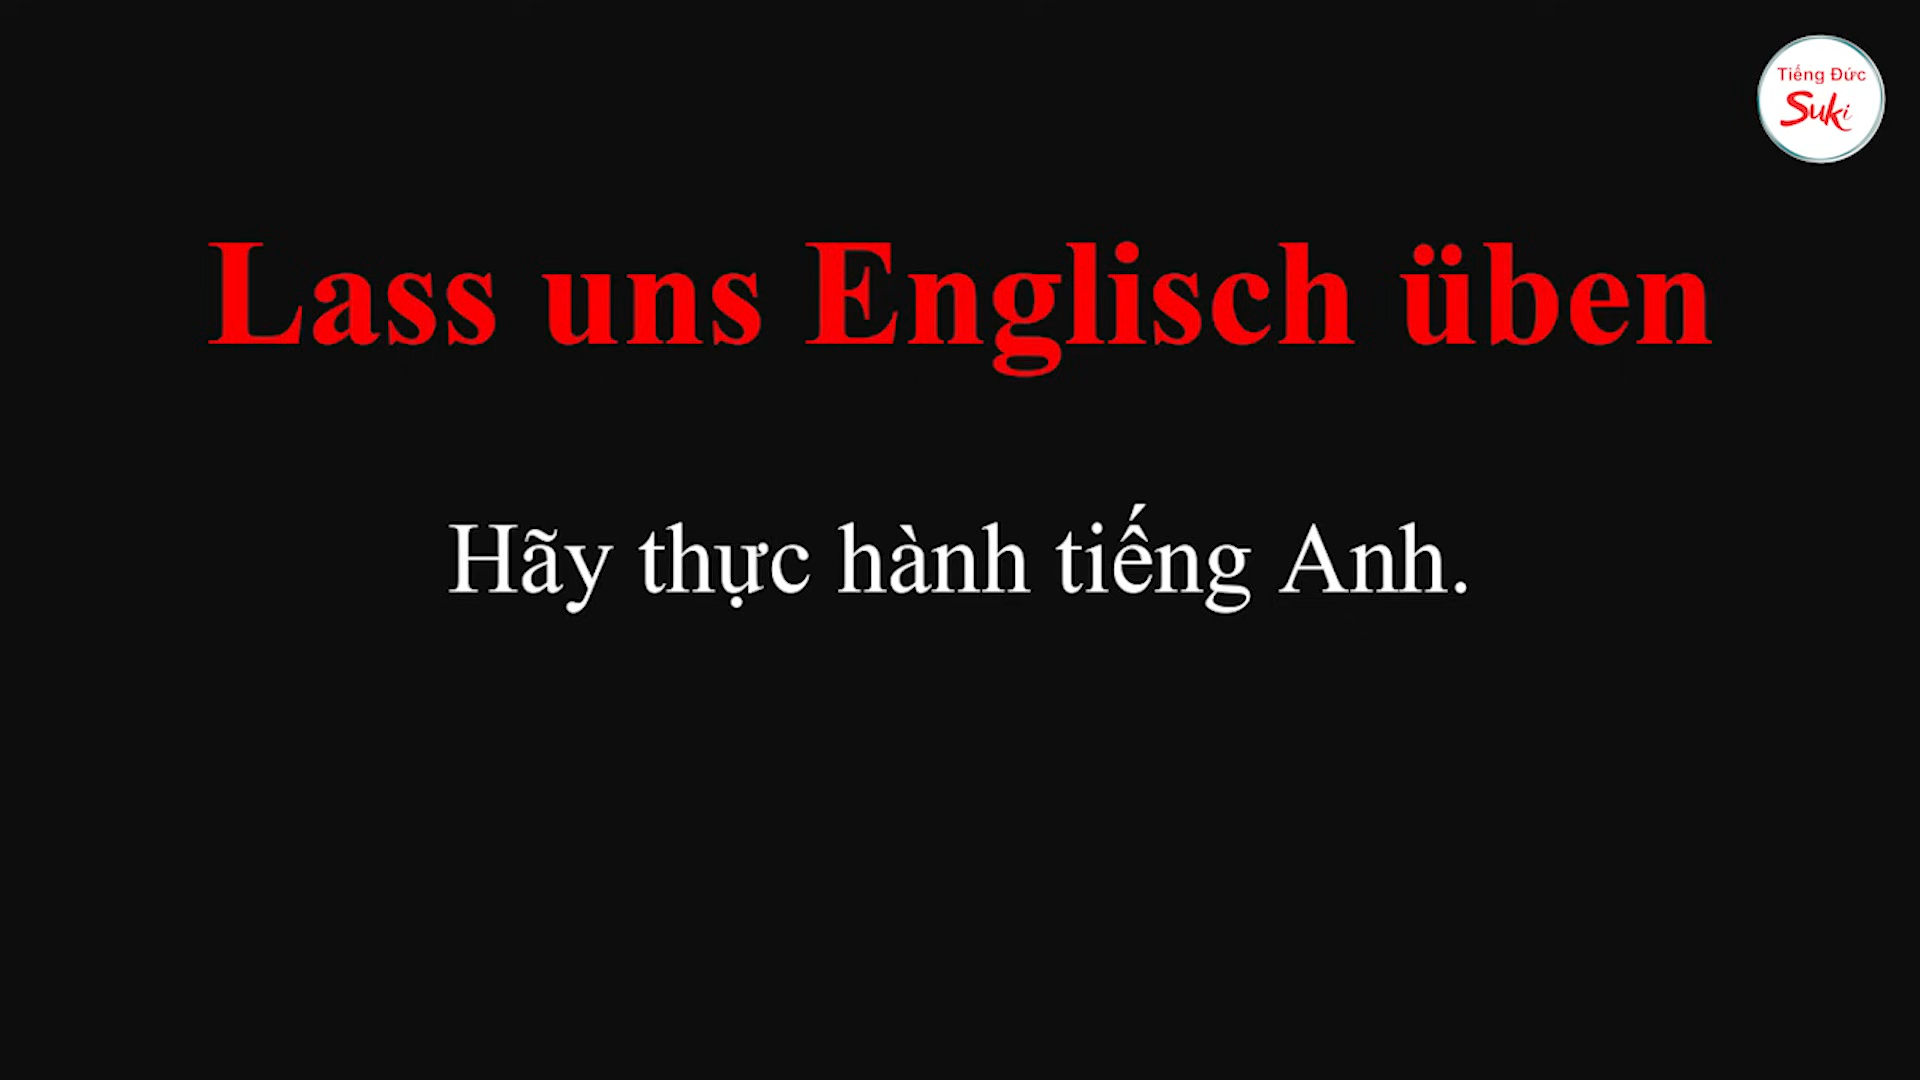 Tiếng Đức
Suki
Lass uns Englisch üben
Hãy thực hành tiếng Anh.